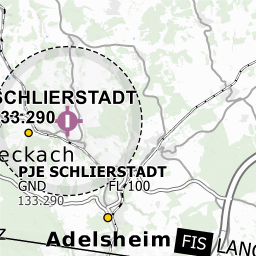 SCHLIERSTADT
133.290
eckach
PJE SCHLIERSTADT
GND FL 100
133.290
Adelsheim
FIS
LANG
Z